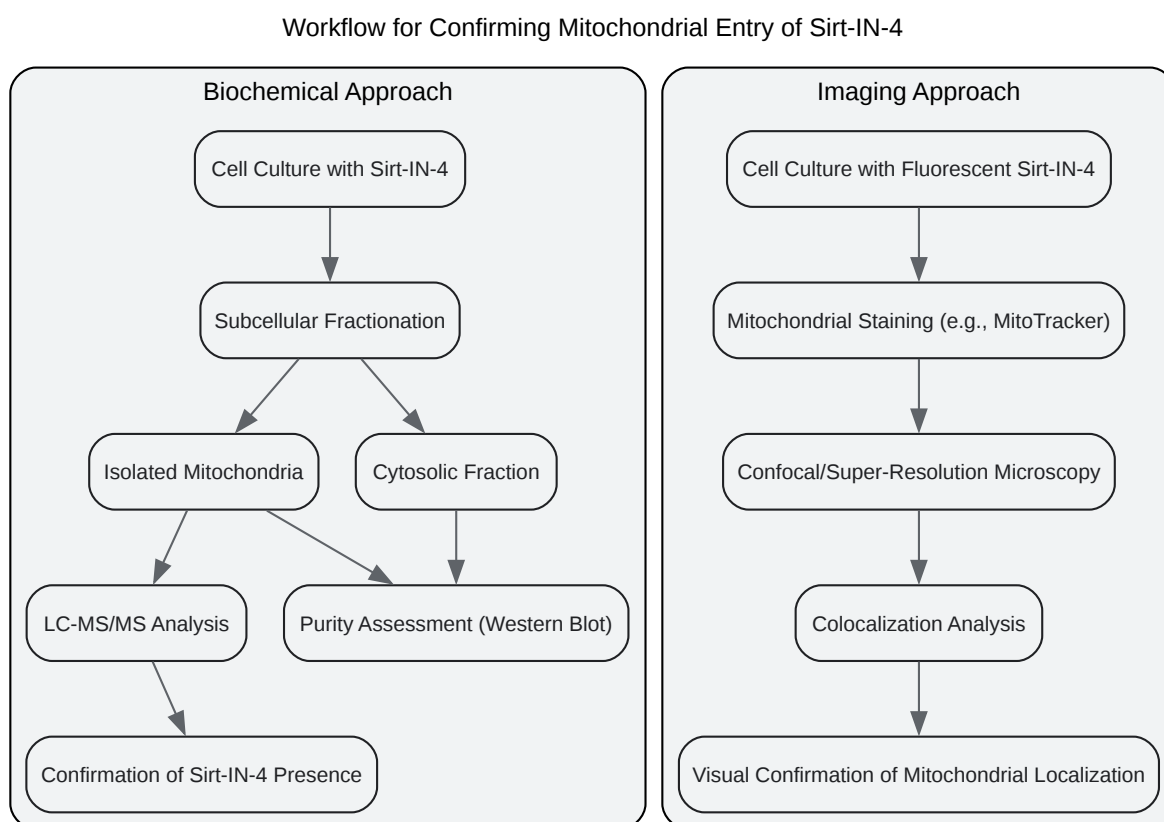 Workflow for Confirming Mitochondrial Entry of Sirt-IN-4
Biochemical Approach
Cell Culture with Sirt-IN-4
Subcellular Fractionation
Isolated Mitochondria
Cytosolic Fraction
LC-MS/MS Analysis
Purity Assessment (Western Blot)
Confirmation of Sirt-IN-4 Presence
Imaging Approach
Cell Culture with Fluorescent Sirt-IN-4
Mitochondrial Staining (e.g., MitoTracker)
Confocal/Super-Resolution Microscopy
Colocalization Analysis
Visual Confirmation of Mitochondrial Localization